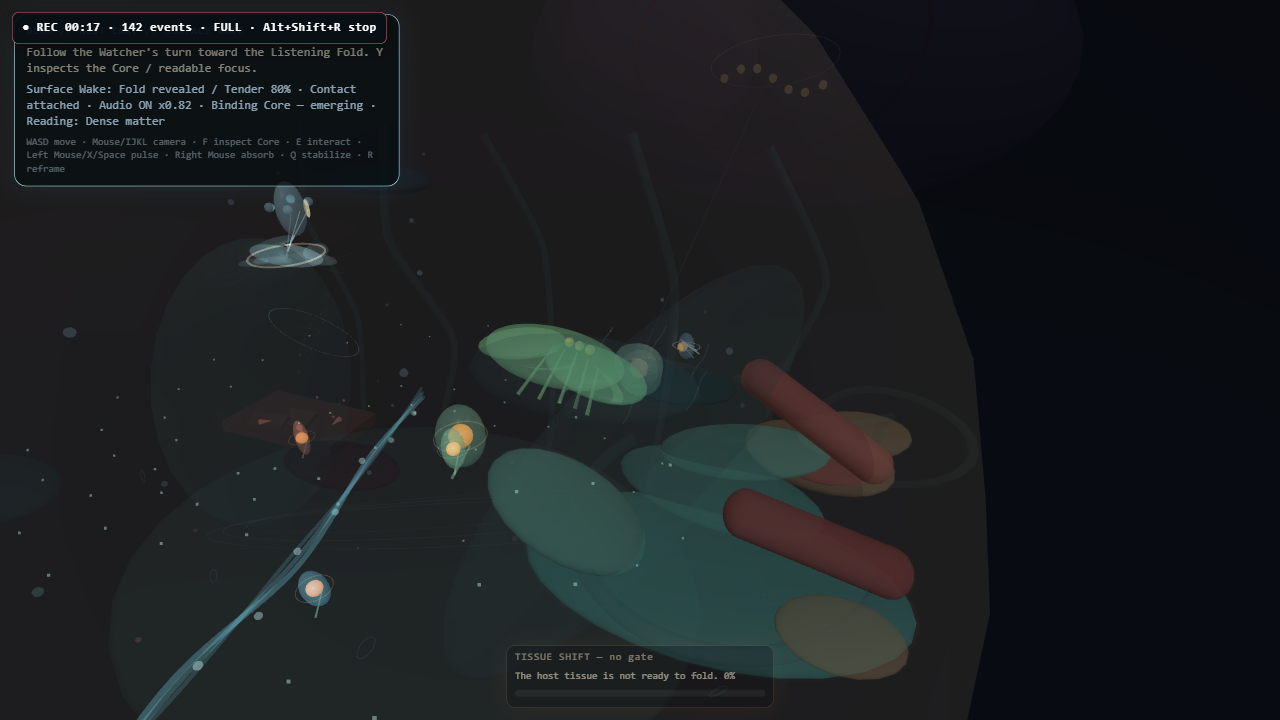 ● REC 00:17 · 142 events · FULL · Alt+Shift+R stop
Follow the Watcher's turn toward the Listening Fold. Y
inspects the Core / readable focus.
Surface Wake: Fold revealed / Tender 80% · Contact
attached · Audio ON x0.82 · Binding Core — emerging ·
Reading: Dense matter
WASD move · Mouse/IJKL camera · F inspect Core · E interact ·
Left Mouse/X/Space pulse · Right Mouse absorb · Q stabilize · R
reframe
TISSUE SHIFT — no gate
The host tissue is not ready to fold. 0%